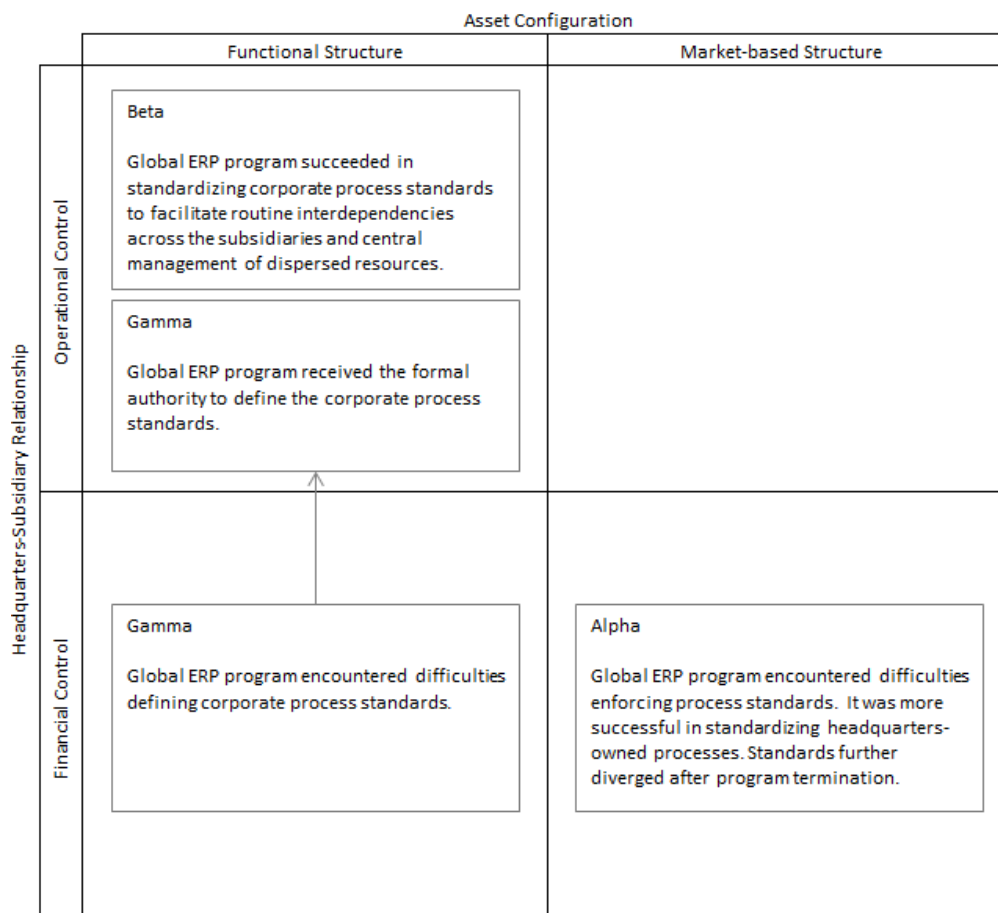 Asset Configuration
Functional Structure
Market-based Structure
Headquarters-Subsidiary Relationship
Operational Control
Beta
Global ERP program succeeded in
standardizing corporate process standards
to facilitate routine interdependencies
across the subsidiaries and central
management of dispersed resources.
Gamma
Global ERP program received the formal
authority to define the corporate process
standards.
Financial Control
Gamma
Global ERP program encountered difficulties
defining corporate process standards.
Alpha
Global ERP program encountered difficulties
enforcing process standards. It was more
successful in standardizing headquarters-
owned processes. Standards further
diverged after program termination.